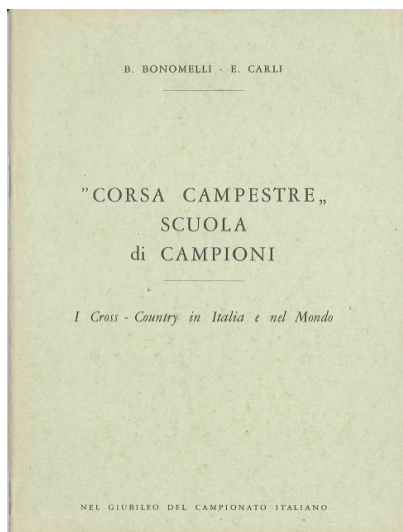 B. BONOMELLI - E. CARLI
"CORSA CAMPESTRE„
SCUOLA
di CAMPIONI
I Cross - Country in Italia e nel Mondo
NEL GIUBILEO DEL CAMPIONATO ITALIANO